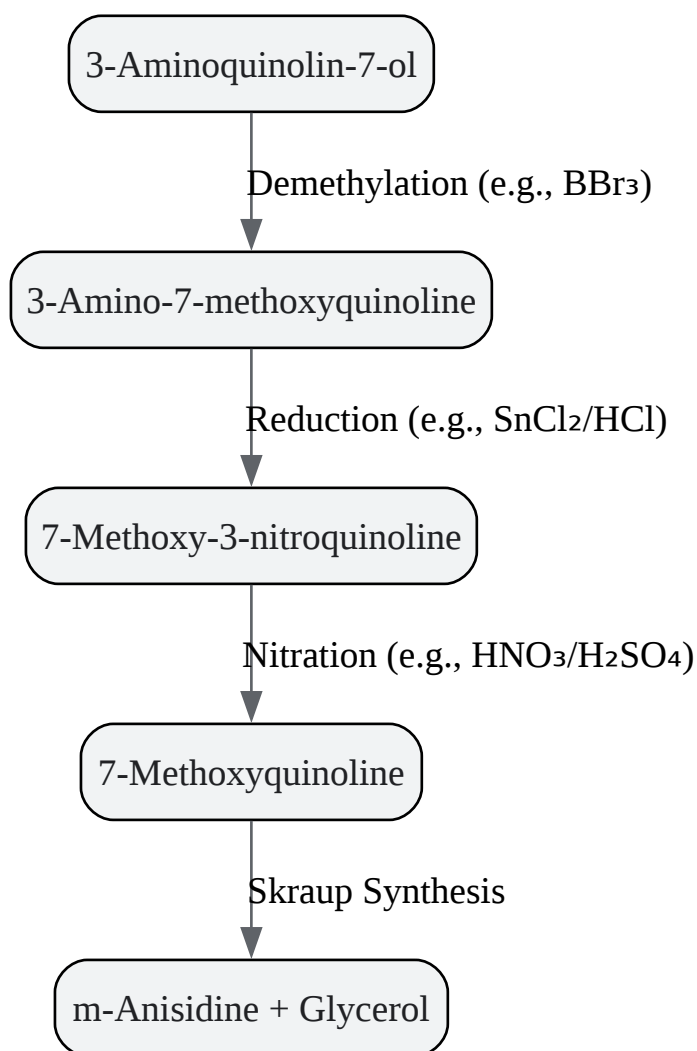 3-Aminoquinolin-7-ol
Demethylation (e.g., BBr₃)
3-Amino-7-methoxyquinoline
Reduction (e.g., SnCl₂/HCl)
7-Methoxy-3-nitroquinoline
Nitration (e.g., HNO₃/H₂SO₄)
7-Methoxyquinoline
Skraup Synthesis
m-Anisidine + Glycerol